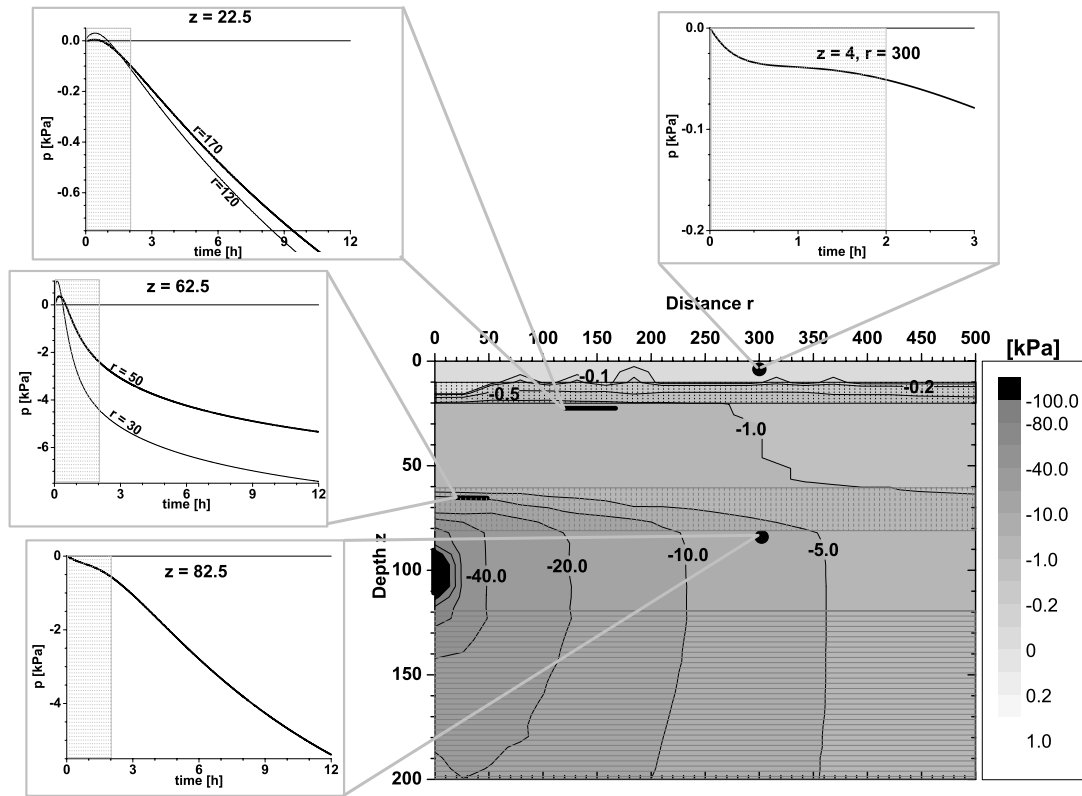 z = 22.5
0.0
-0.2
-0.4
-0.6
p [kPa]
r=170
r=120
0 3 6 9 12
time [h]
z = 4, r = 300
0.0
-0.1
-0.2
p [kPa]
0 1 2 3
time [h]
z = 62.5
0
-2
-4
-6
p [kPa]
r = 50
r = 30
0 3 6 9 12
time [h]
z = 82.5
0
-2
-4
p [kPa]
0 3 6 9 12
time [h]
Distance r
0 50 100 150 200 250 300 350 400 450 500
Depth z
0
50
100
150
200
-0.1
-0.2
-0.5
-1.0
-5.0
-10.0
-20.0
-40.0
[kPa]
-100.0
-80.0
-40.0
-10.0
-1.0
-0.2
0
0.2
1.0